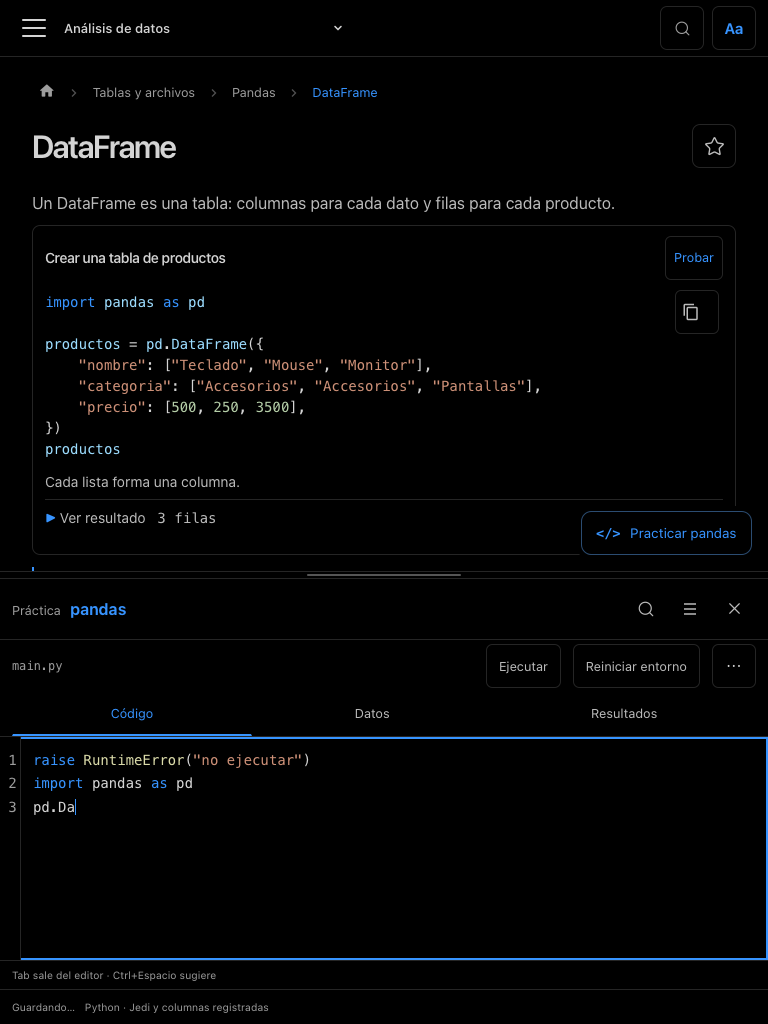 Análisis de datos
Aa
Tablas y archivos
Pandas
DataFrame
DataFrame
Un DataFrame es una tabla: columnas para cada dato y filas para cada producto.
Crear una tabla de productos
Probar
import pandas as pd
productos = pd.DataFrame({
    "nombre": ["Teclado", "Mouse", "Monitor"],
    "categoria": ["Accesorios", "Accesorios", "Pantallas"],
    "precio": [500, 250, 3500],
})
productos
Cada lista forma una columna.
Ver resultado 3 filas
</> Practicar pandas
Práctica pandas
main.py
Ejecutar
Reiniciar entorno
...
Código
Datos
Resultados
1 raise RuntimeError("no ejecutar")
2 import pandas as pd
3 pd.Da
Tab sale del editor · Ctrl+Espacio sugiere
Guardando... Python · Jedi y columnas registradas